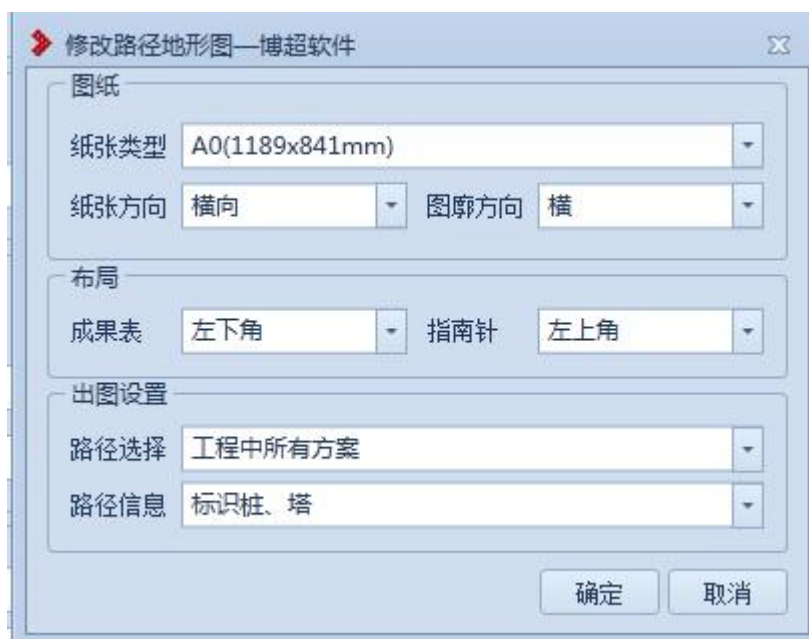 修改路径地形图—博超软件
图纸
纸张类型 A0(1189x841mm)
纸张方向 横向 图廓方向 横
布局
成果表 左下角 指南针 左上角
出图设置
路径选择 工程中所有方案
路径信息 标识桩、塔
确定 取消